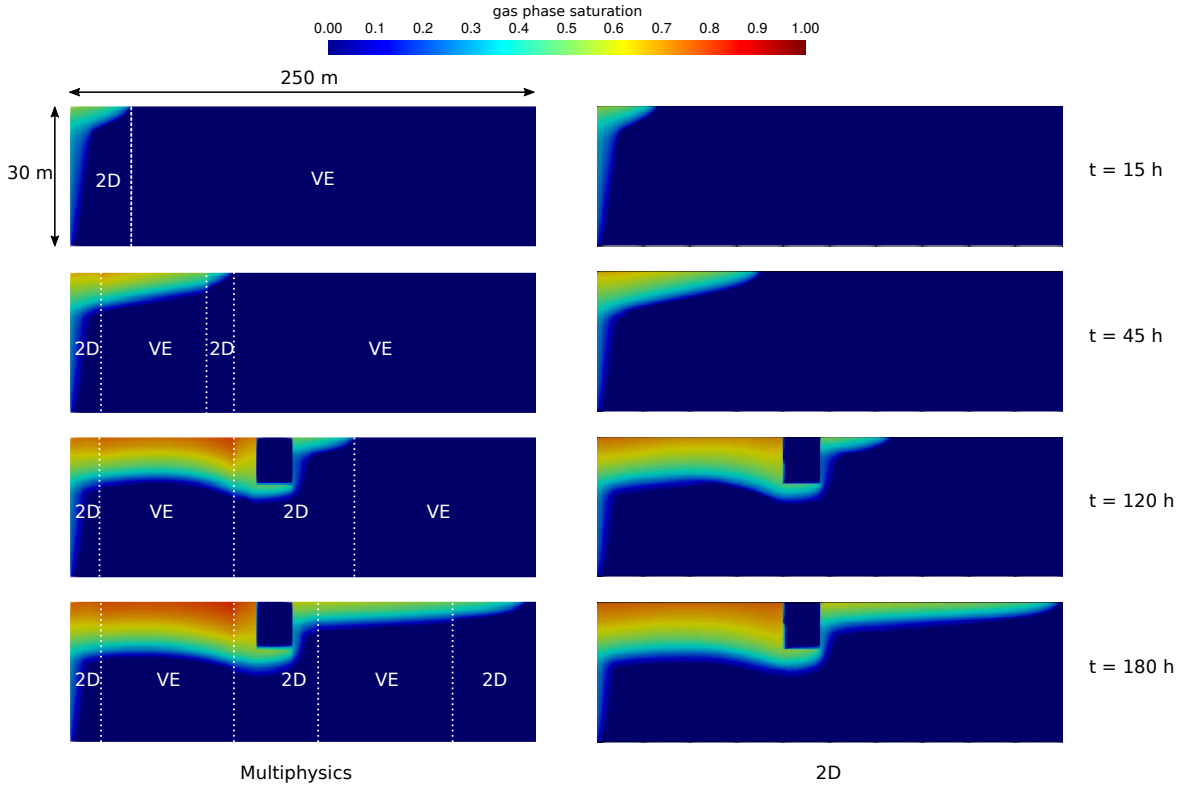 gas phase saturation
0.00 0.1 0.2 0.3 0.4 0.5 0.6 0.7 0.8 0.9 1.00
250 m
30 m
2D VE
t = 15 h
2D VE 2D VE
t = 45 h
2D VE 2D VE
t = 120 h
2D VE 2D VE 2D
t = 180 h
Multiphysics 2D